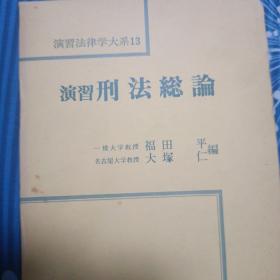 演習法律学大系13
演習 刑法総論
一橋大学教授 福田 平
名古屋大学教授 大塚 仁 編